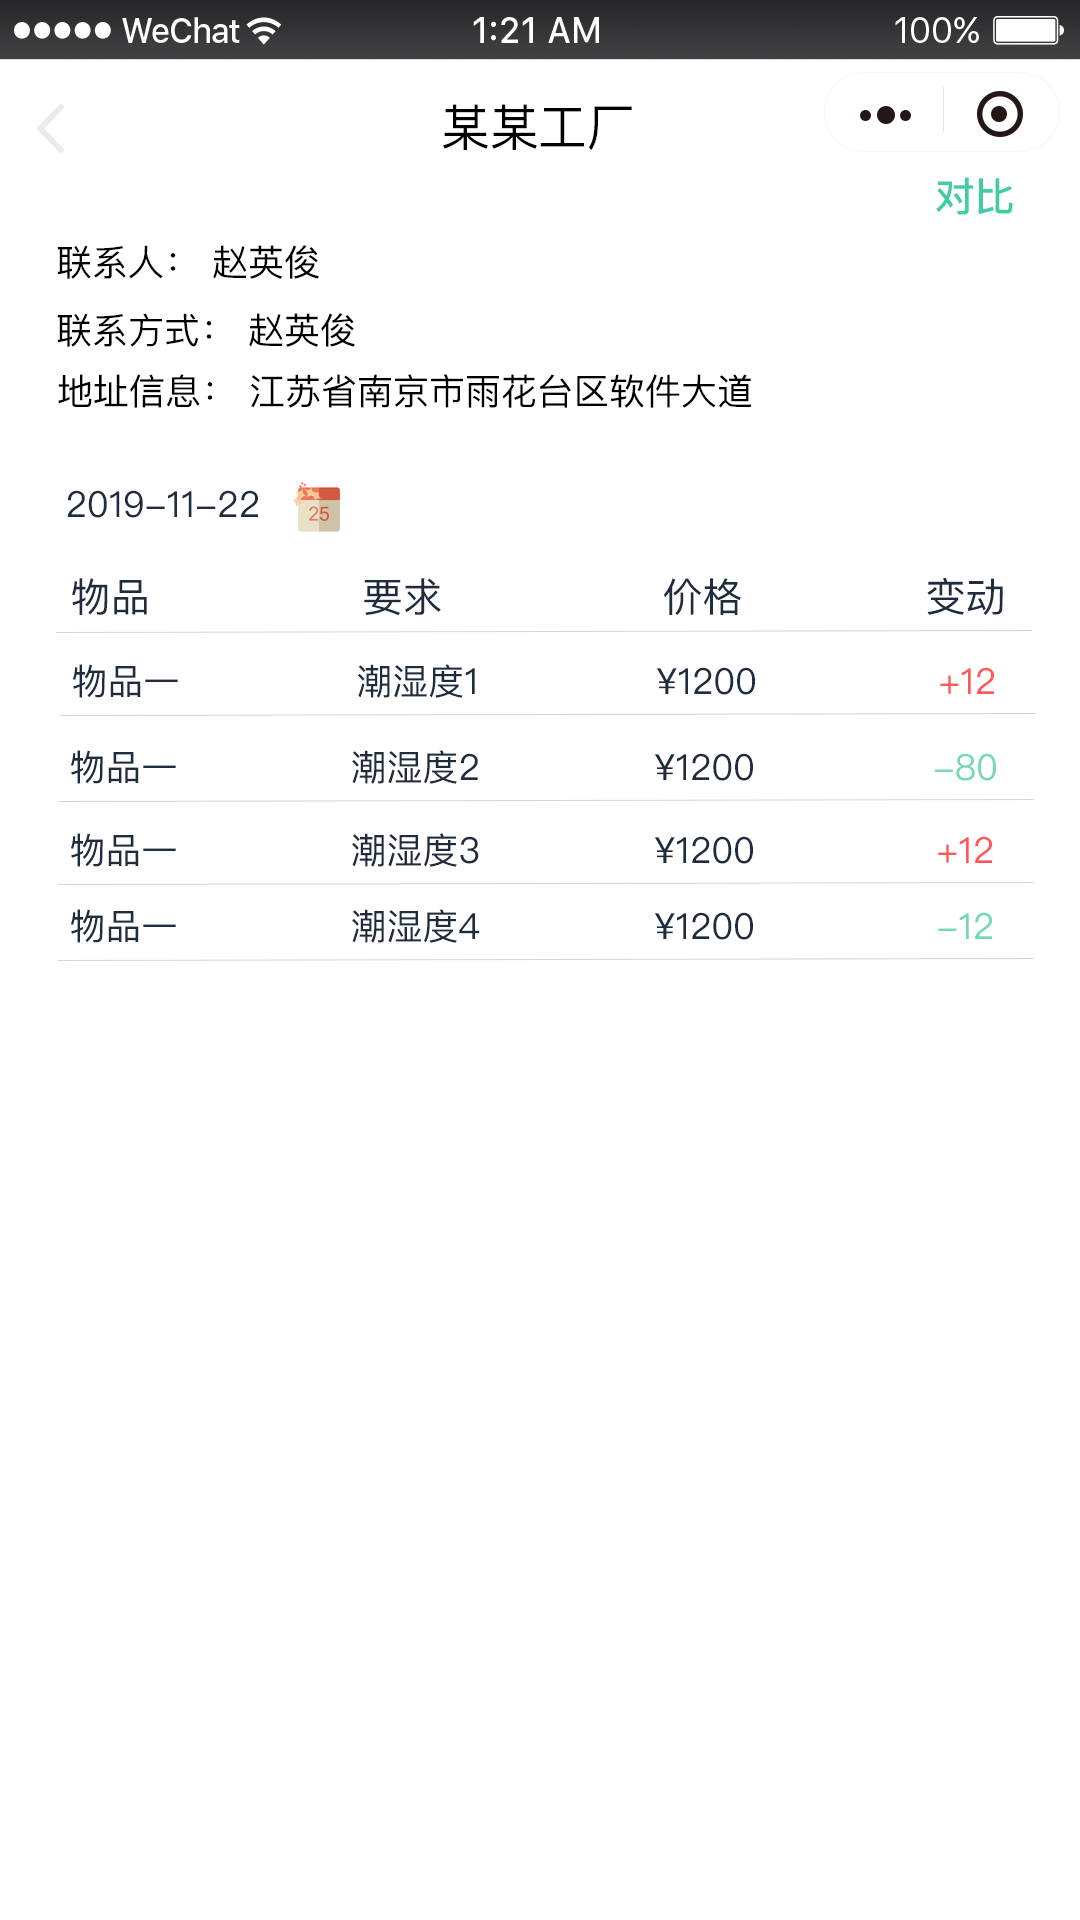 WeChat 1:21 AM 100%
某某工厂
对比
联系人： 赵英俊
联系方式： 赵英俊
地址信息： 江苏省南京市雨花台区软件大道
2019-11-22 25
物品 要求 价格 变动
物品一 潮湿度1 ¥1200 +12
物品一 潮湿度2 ¥1200 -80
物品一 潮湿度3 ¥1200 +12
物品一 潮湿度4 ¥1200 -12